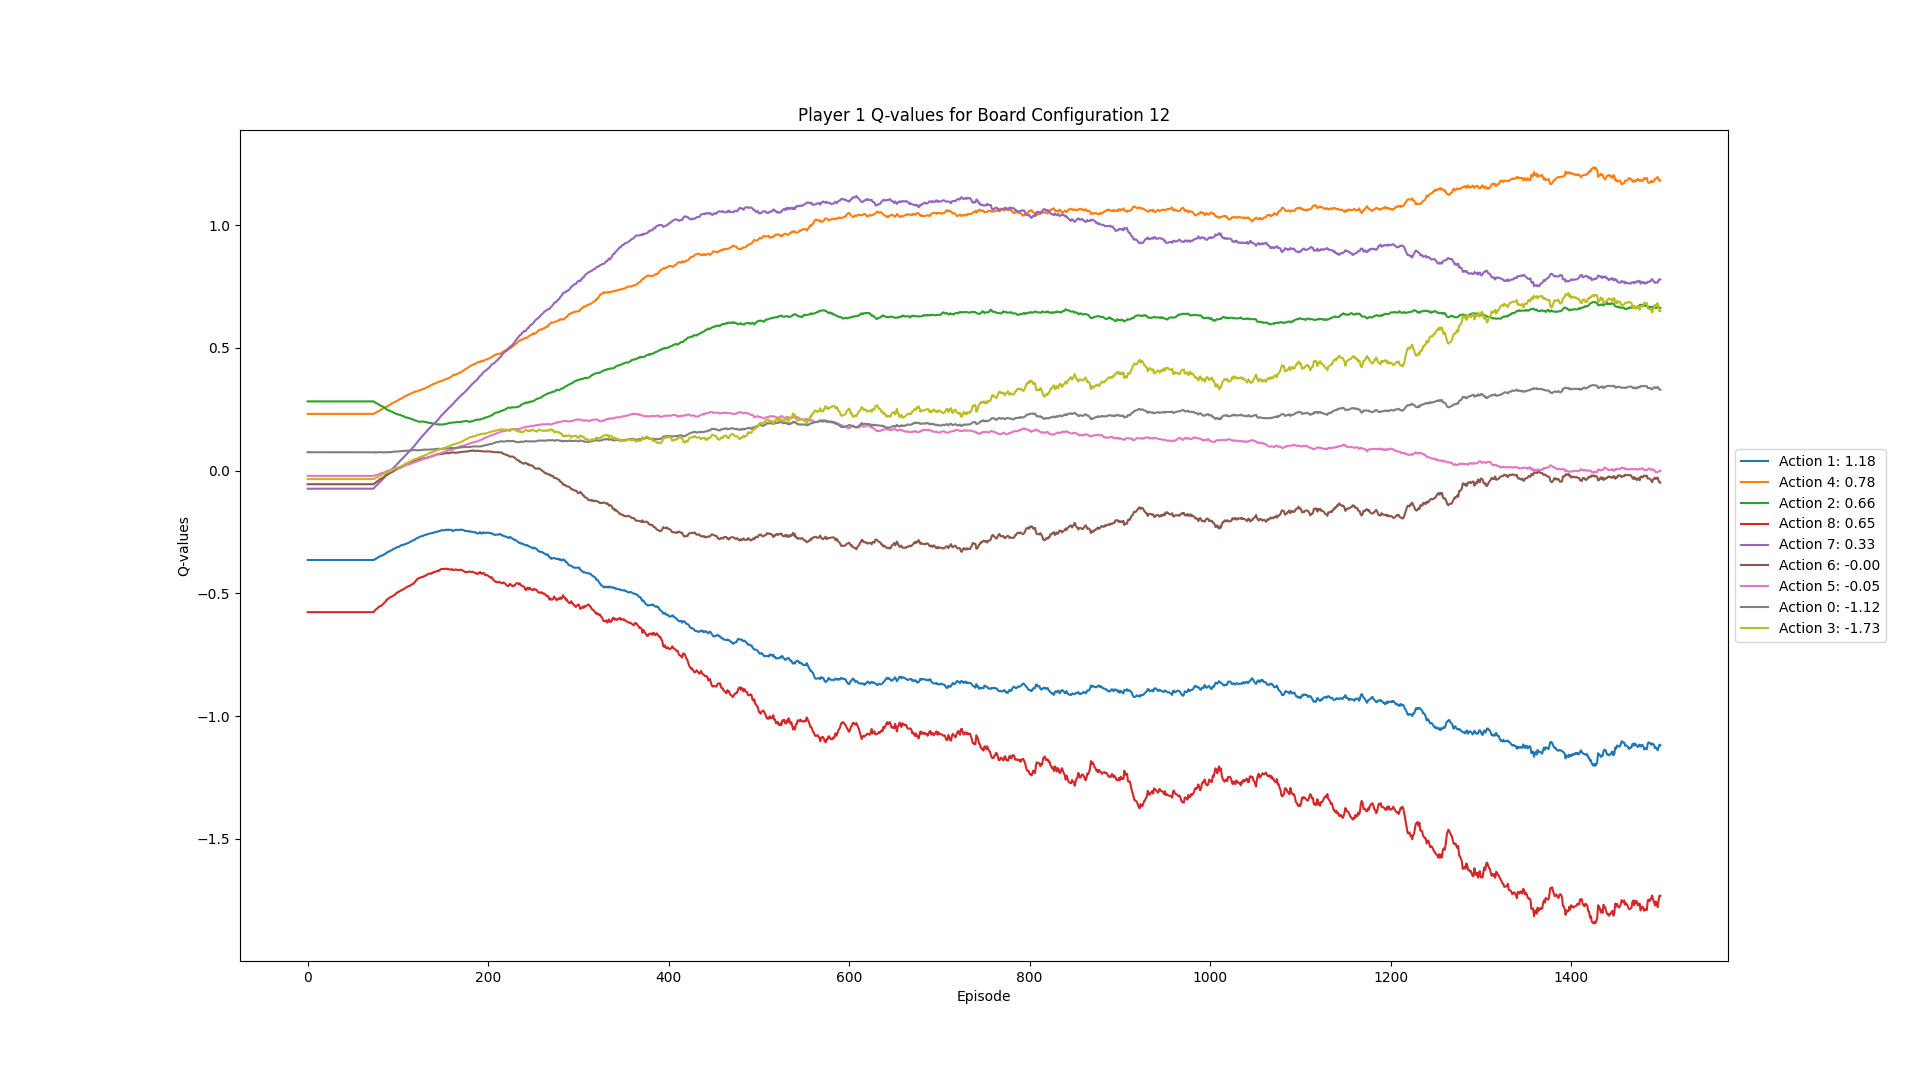 Player 1 Q-values for Board Configuration 12
1.0
0.5
0.0
−0.5
−1.0
−1.5
Q-values
0
200
400
600
800
1000
1200
1400
Episode
Action 1: 1.18
Action 4: 0.78
Action 2: 0.66
Action 8: 0.65
Action 7: 0.33
Action 6: -0.00
Action 5: -0.05
Action 0: -1.12
Action 3: -1.73